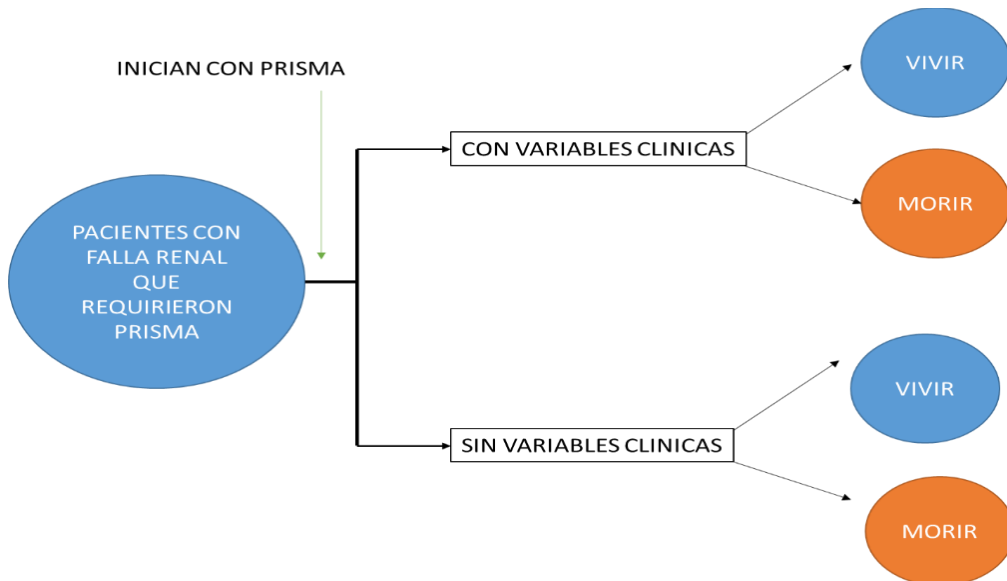 INICIAN CON PRISMA
PACIENTES CON
FALLA RENAL
QUE
REQUIRIERON
PRISMA
CON VARIABLES CLINICAS
VIVIR
MORIR
SIN VARIABLES CLINICAS
VIVIR
MORIR